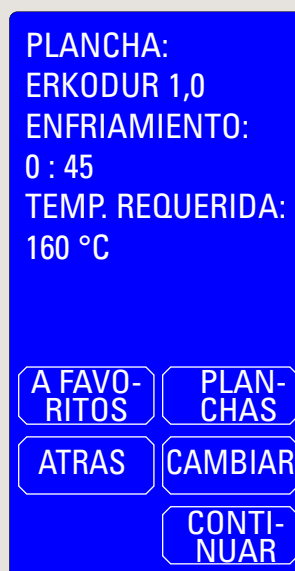 PLANCHA:
ERKODUR 1,0
ENFRIAMIENTO:
0 : 45
TEMP. REQUERIDA:
160 °C
A FAVO-
RITOS
PLAN-
CHAS
ATRAS
CAMBIAR
CONTI-
NUAR